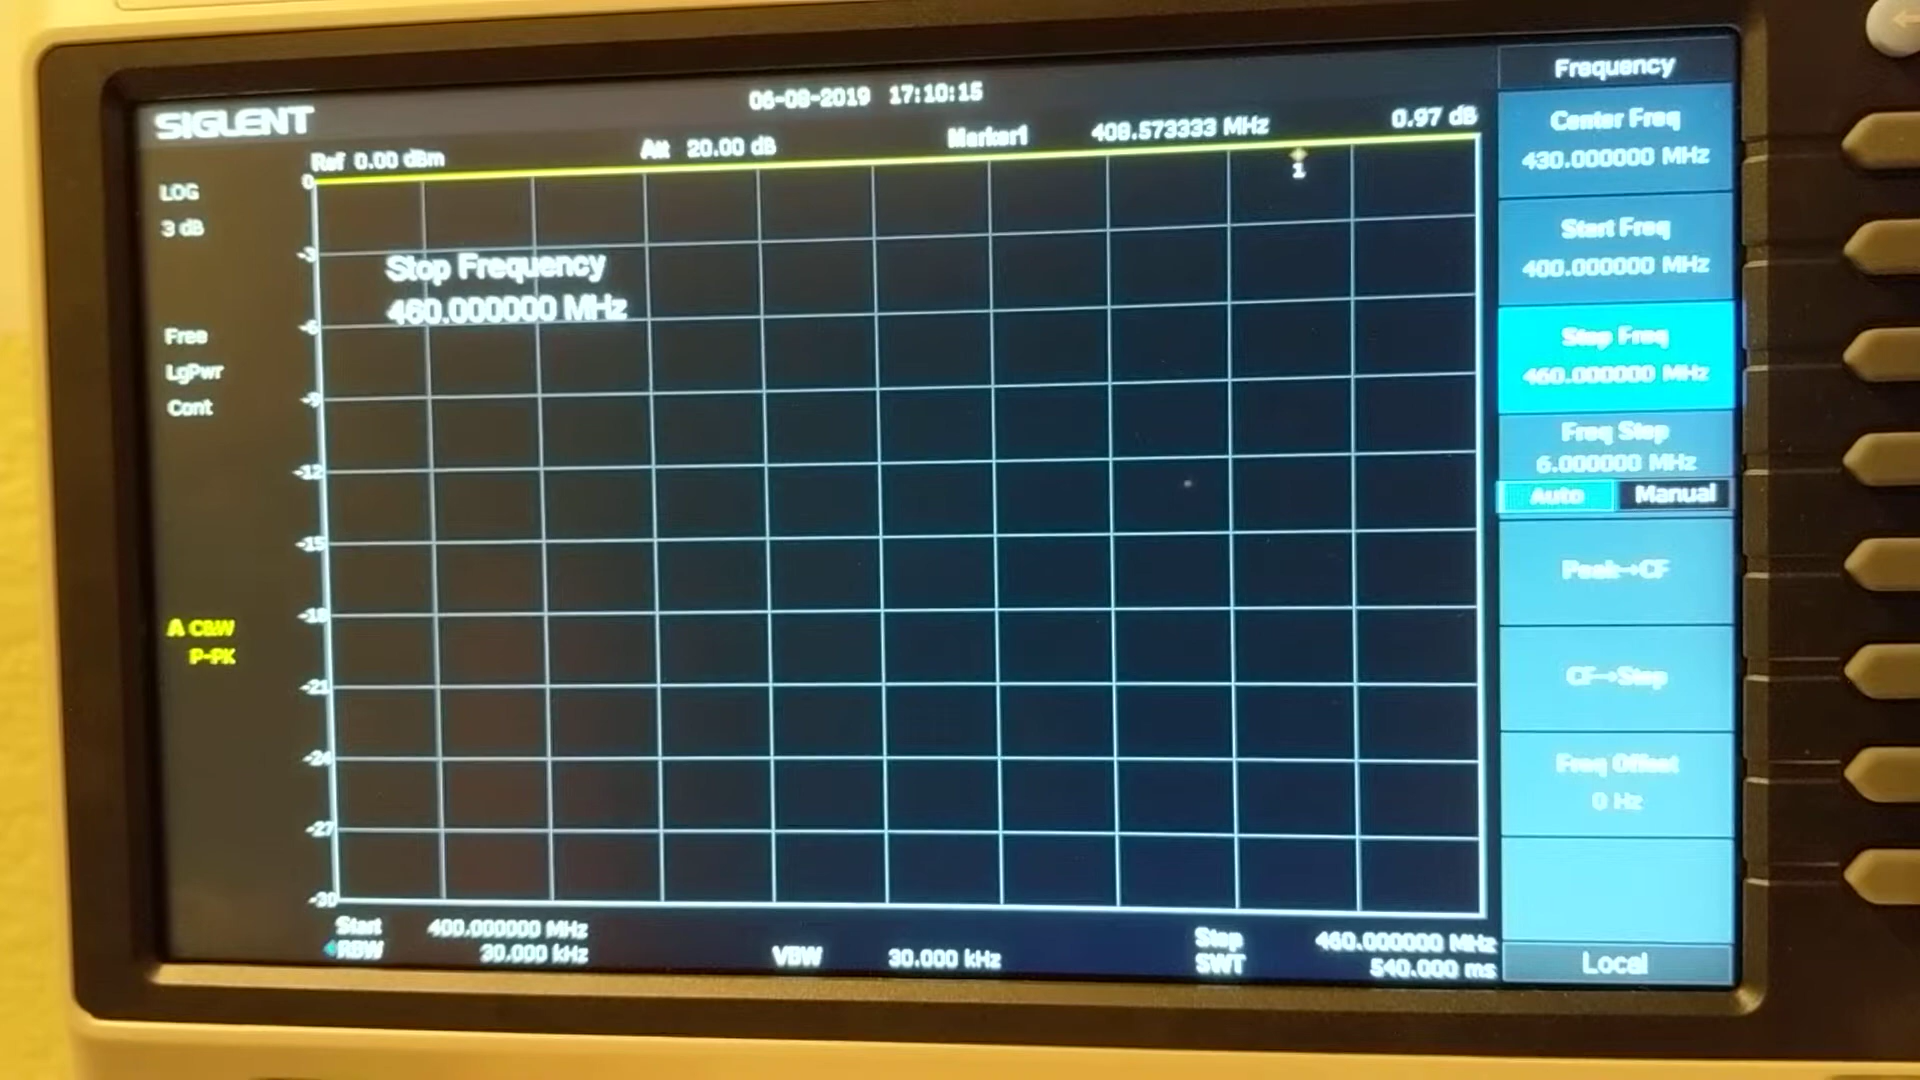 SIGLENT
06-08-2019 17:10:15
Ref 0.00 dBm Att 20.00 dB Marker1 408.573333 MHz 0.97 dB
LOG
3 dB
Free
LgPwr
Cont
A C&W
P-PK
0
-3
-6
-9
-12
-15
-18
-21
-24
-27
-30
1
Stop Frequency
460.000000 MHz
Start 400.000000 MHz Stop 460.000000 MHz
RBW 30.000 kHz VBW 30.000 kHz SWT 540.000 ms
Frequency
Center Freq
430.000000 MHz
Start Freq
400.000000 MHz
Stop Freq
460.000000 MHz
Freq Step
6.000000 MHz
Auto Manual
Peak→CF
CF→Step
Freq Offset
0 Hz
Local